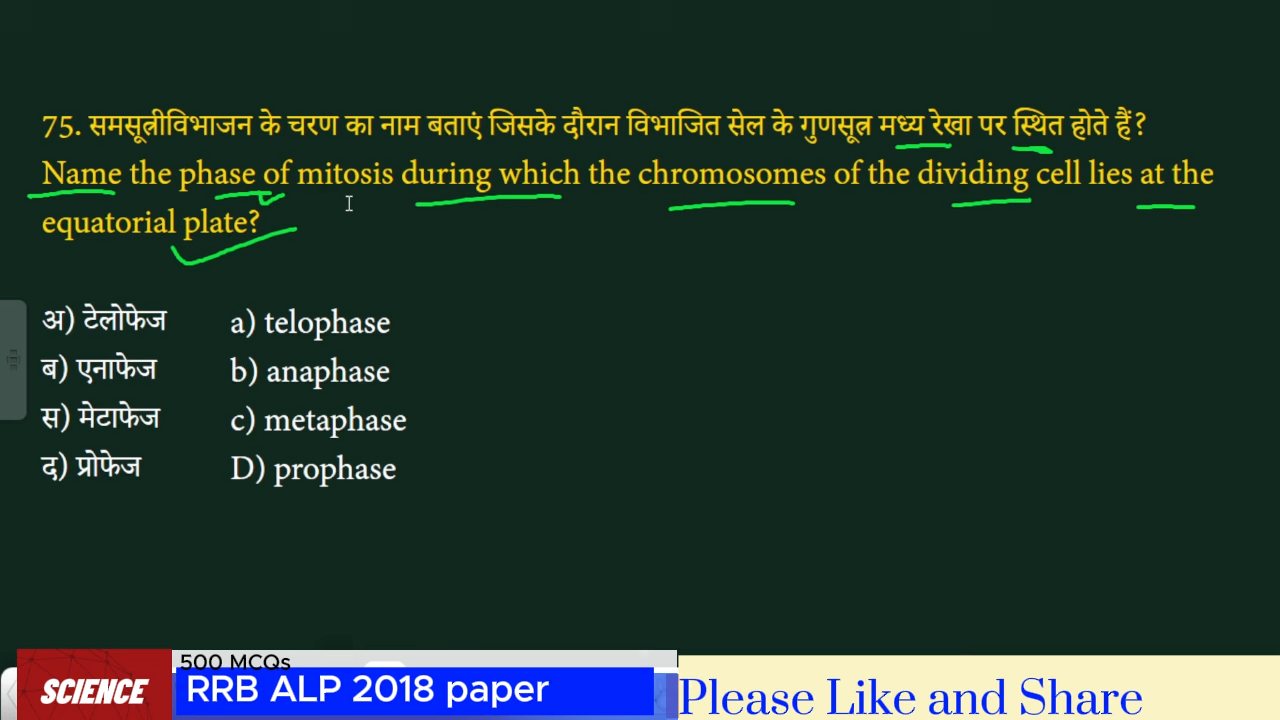 75. समसूत्रीविभाजन के चरण का नाम बताएं जिसके दौरान विभाजित सेल के गुणसूत्र मध्य रेखा पर स्थित होते हैं?
Name the phase of mitosis during which the chromosomes of the dividing cell lies at the
equatorial plate?
अ) टेलोफेज a) telophase
ब) एनाफेज b) anaphase
स) मेटाफेज c) metaphase
द) प्रोफेज D) prophase
500 MCQs
SCIENCE RRB ALP 2018 paper Please Like and Share